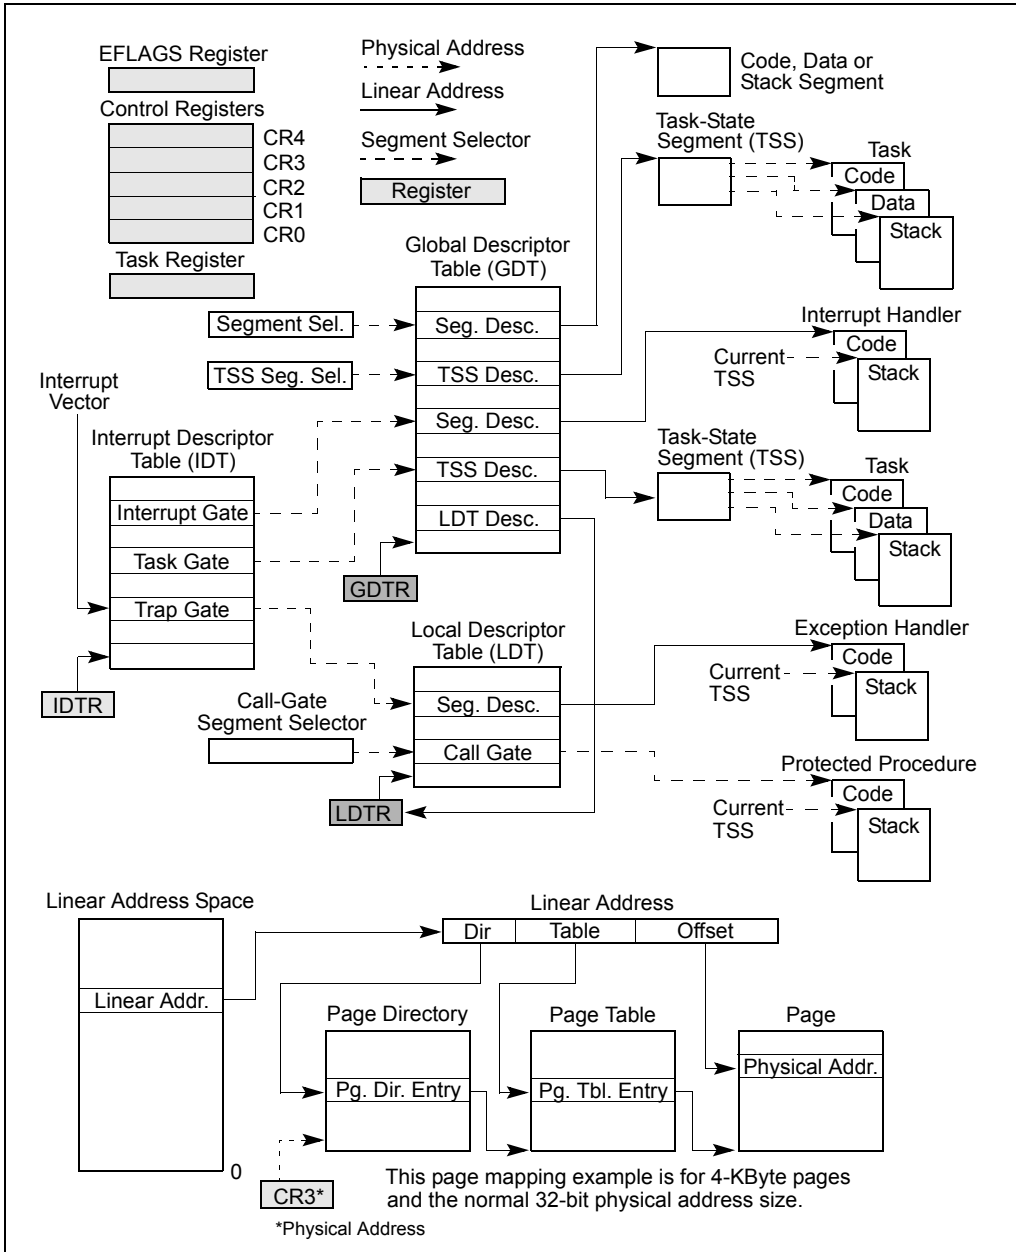 EFLAGS Register
Control Registers
CR4
CR3
CR2
CR1
CR0
Task Register
Physical Address
Linear Address
Segment Selector
Register
Code, Data or
Stack Segment
Task-State
Segment (TSS)
Task
Code
Data
Stack
Global Descriptor
Table (GDT)
Segment Sel.
Seg. Desc.
TSS Seg. Sel.
TSS Desc.
Seg. Desc.
TSS Desc.
LDT Desc.
GDTR
Interrupt Handler
Code
Current
TSS
Stack
Interrupt
Vector
Interrupt Descriptor
Table (IDT)
Interrupt Gate
Task Gate
Trap Gate
IDTR
Task-State
Segment (TSS)
Task
Code
Data
Stack
Local Descriptor
Table (LDT)
Call-Gate
Segment Selector
Seg. Desc.
Call Gate
LDTR
Exception Handler
Code
Current
TSS
Stack
Protected Procedure
Code
Current
TSS
Stack
Linear Address Space
Linear Addr.
0
Linear Address
Dir
Table
Offset
Page Directory
Pg. Dir. Entry
Page Table
Pg. Tbl. Entry
Page
Physical Addr.
CR3*
This page mapping example is for 4-KByte pages
and the normal 32-bit physical address size.
*Physical Address